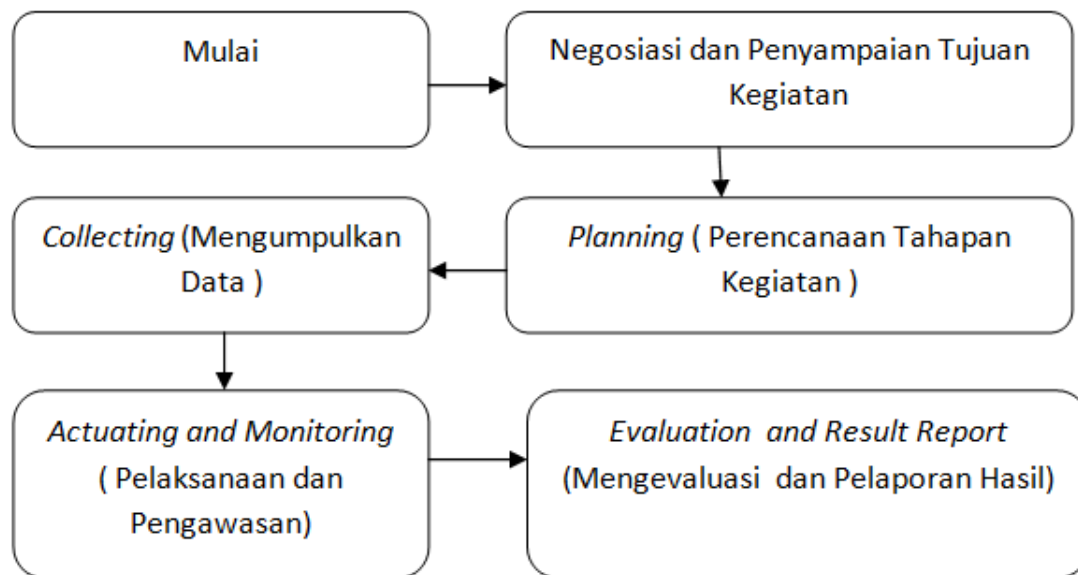 Mulai
Negosiasi dan Penyampaian Tujuan
Kegiatan
Planning ( Perencanaan Tahapan
Kegiatan )
Collecting (Mengumpulkan
Data )
Actuating and Monitoring
( Pelaksanaan dan
Pengawasan)
Evaluation  and Result Report
(Mengevaluasi  dan Pelaporan Hasil)